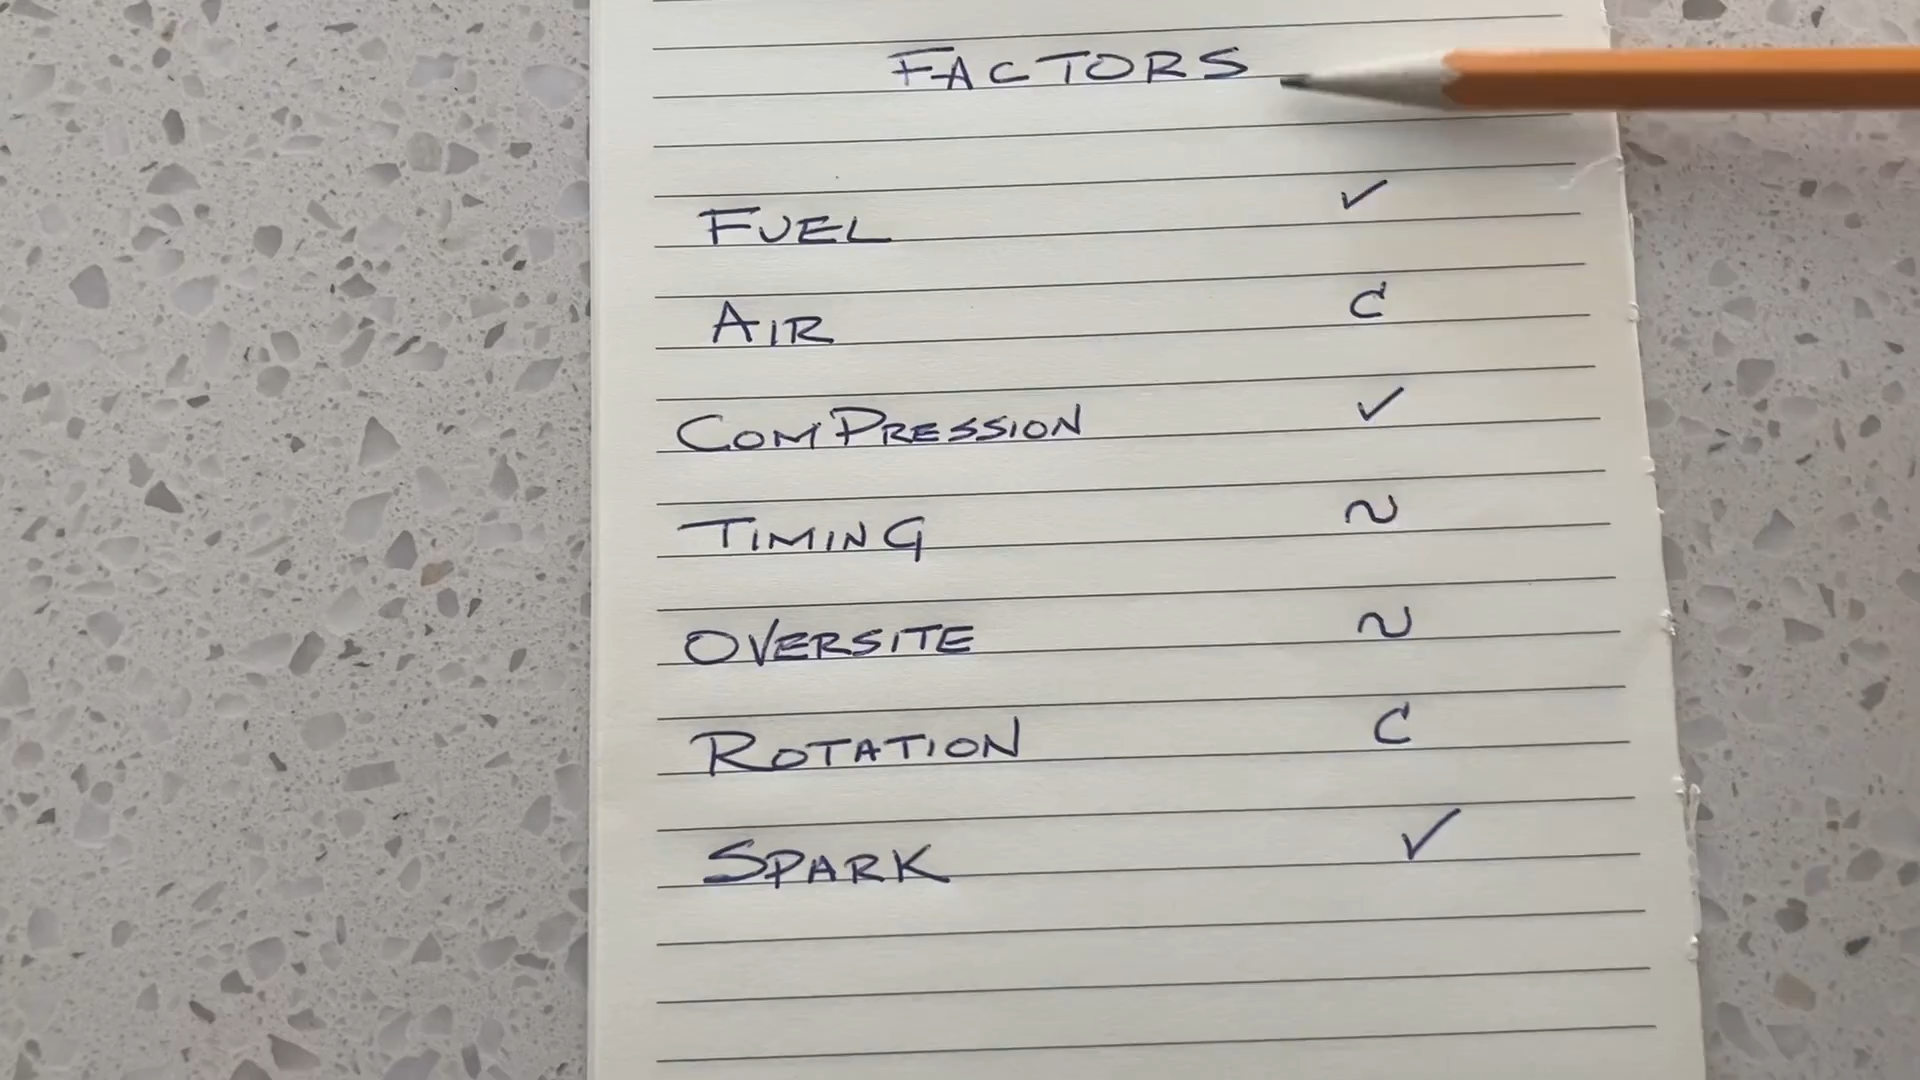 FACTORS
FUEL ✓
AIR C
COMPRESSION ✓
TIMING ~
OVERSITE ~
ROTATION C
SPARK ✓